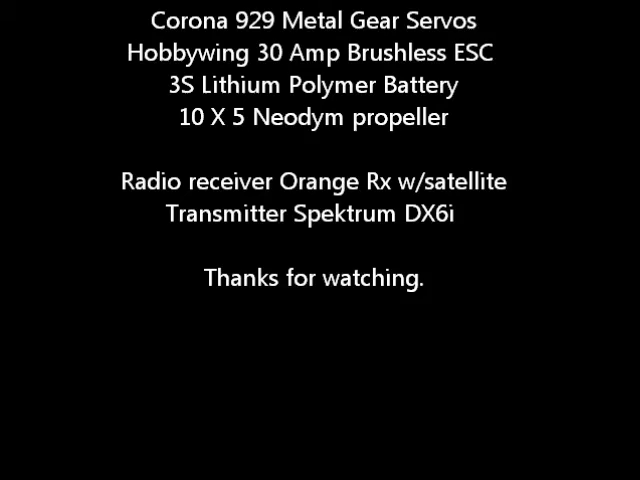 Corona 929 Metal Gear Servos
Hobbywing 30 Amp Brushless ESC
3S Lithium Polymer Battery
10 X 5 Neodym propeller
Radio receiver Orange Rx w/satellite
Transmitter Spektrum DX6i
Thanks for watching.